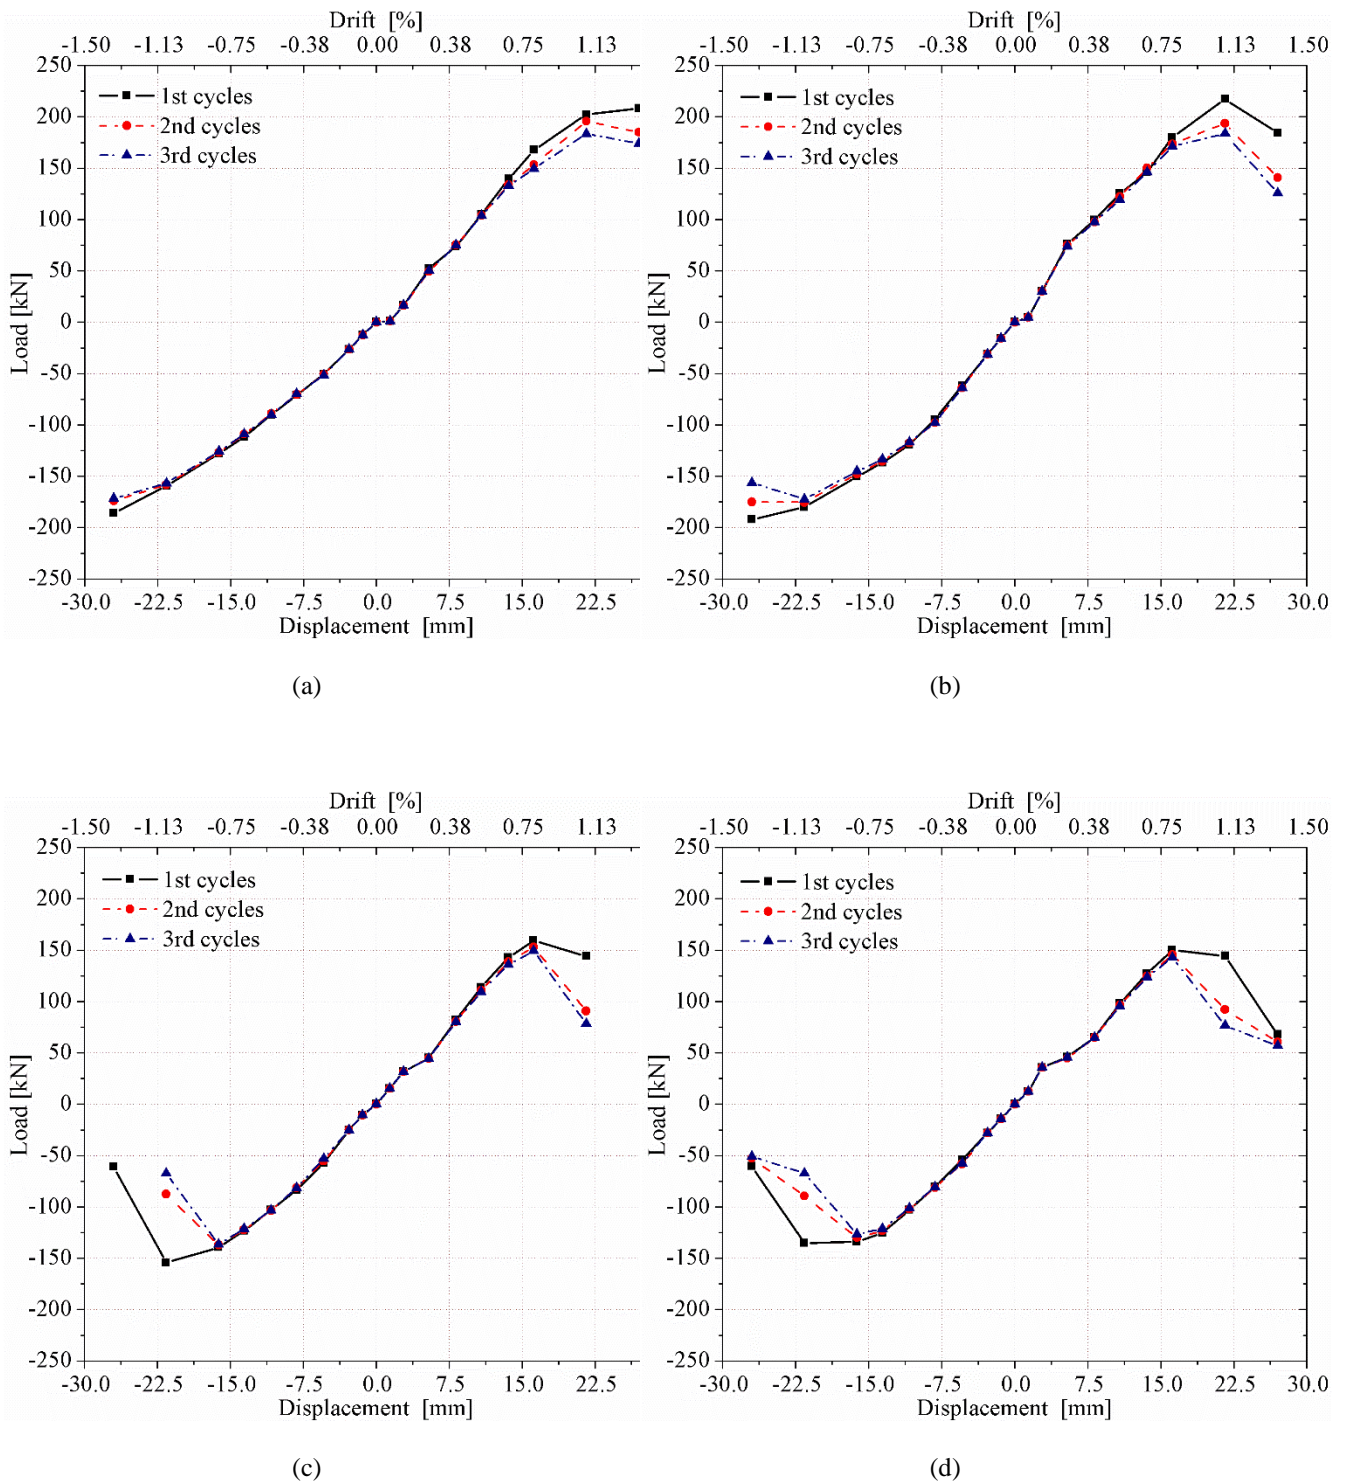 Drift [%]
-1.50 -1.13 -0.75 -0.38 0.00 0.38 0.75 1.13
250
200
150
100
50
0
-50
-100
-150
-200
-250
Load [kN]
1st cycles
2nd cycles
3rd cycles
-30.0 -22.5 -15.0 -7.5 0.0 7.5 15.0 22.5
Displacement [mm]
(a)
Drift [%]
-1.50 -1.13 -0.75 -0.38 0.00 0.38 0.75 1.13 1.50
250
200
150
100
50
0
-50
-100
-150
-200
-250
Load [kN]
1st cycles
2nd cycles
3rd cycles
-30.0 -22.5 -15.0 -7.5 0.0 7.5 15.0 22.5 30.0
Displacement [mm]
(b)
Drift [%]
-1.50 -1.13 -0.75 -0.38 0.00 0.38 0.75 1.13
250
200
150
100
50
0
-50
-100
-150
-200
-250
Load [kN]
1st cycles
2nd cycles
3rd cycles
-30.0 -22.5 -15.0 -7.5 0.0 7.5 15.0 22.5
Displacement [mm]
(c)
Drift [%]
-1.50 -1.13 -0.75 -0.38 0.00 0.38 0.75 1.13 1.50
250
200
150
100
50
0
-50
-100
-150
-200
-250
Load [kN]
1st cycles
2nd cycles
3rd cycles
-30.0 -22.5 -15.0 -7.5 0.0 7.5 15.0 22.5 30.0
Displacement [mm]
(d)